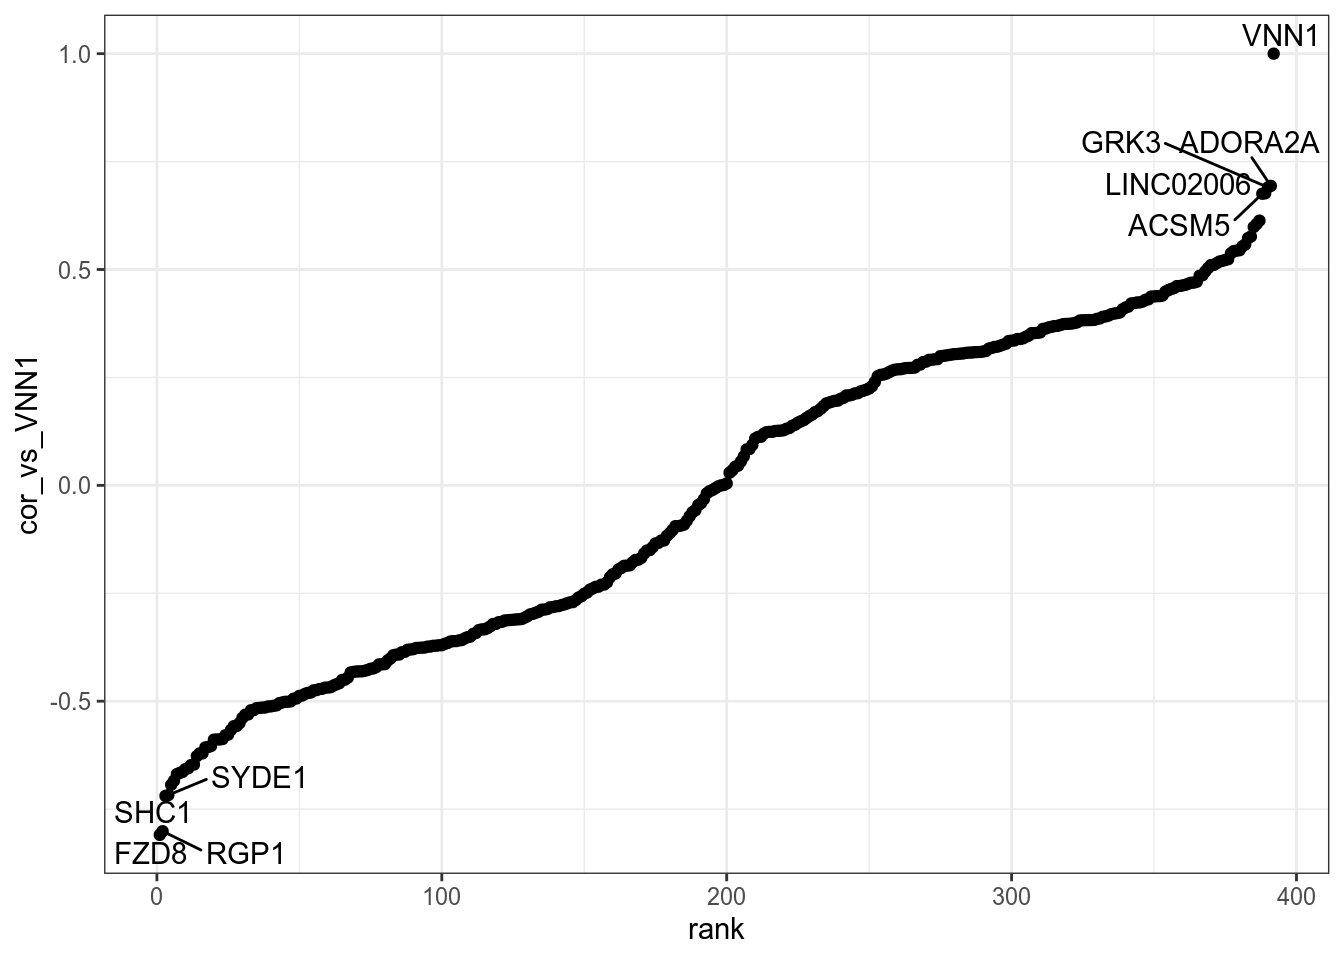 VNN1
1.0
GRK3 ADORA2A
LINC02006
ACSM5
0.5
cor_vs_VNN1
0.0
-0.5
SYDE1
SHC1
FZD8 RGP1
0 100 200 300 400
rank